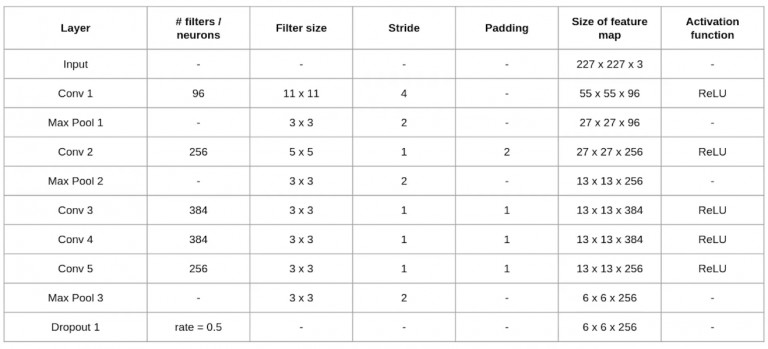 Layer # filters / neurons Filter size Stride Padding Size of feature map Activation function
Input - - - - 227 x 227 x 3 -
Conv 1 96 11 x 11 4 - 55 x 55 x 96 ReLU
Max Pool 1 - 3 x 3 2 - 27 x 27 x 96 -
Conv 2 256 5 x 5 1 2 27 x 27 x 256 ReLU
Max Pool 2 - 3 x 3 2 - 13 x 13 x 256 -
Conv 3 384 3 x 3 1 1 13 x 13 x 384 ReLU
Conv 4 384 3 x 3 1 1 13 x 13 x 384 ReLU
Conv 5 256 3 x 3 1 1 13 x 13 x 256 ReLU
Max Pool 3 - 3 x 3 2 - 6 x 6 x 256 -
Dropout 1 rate = 0.5 - - - 6 x 6 x 256 -